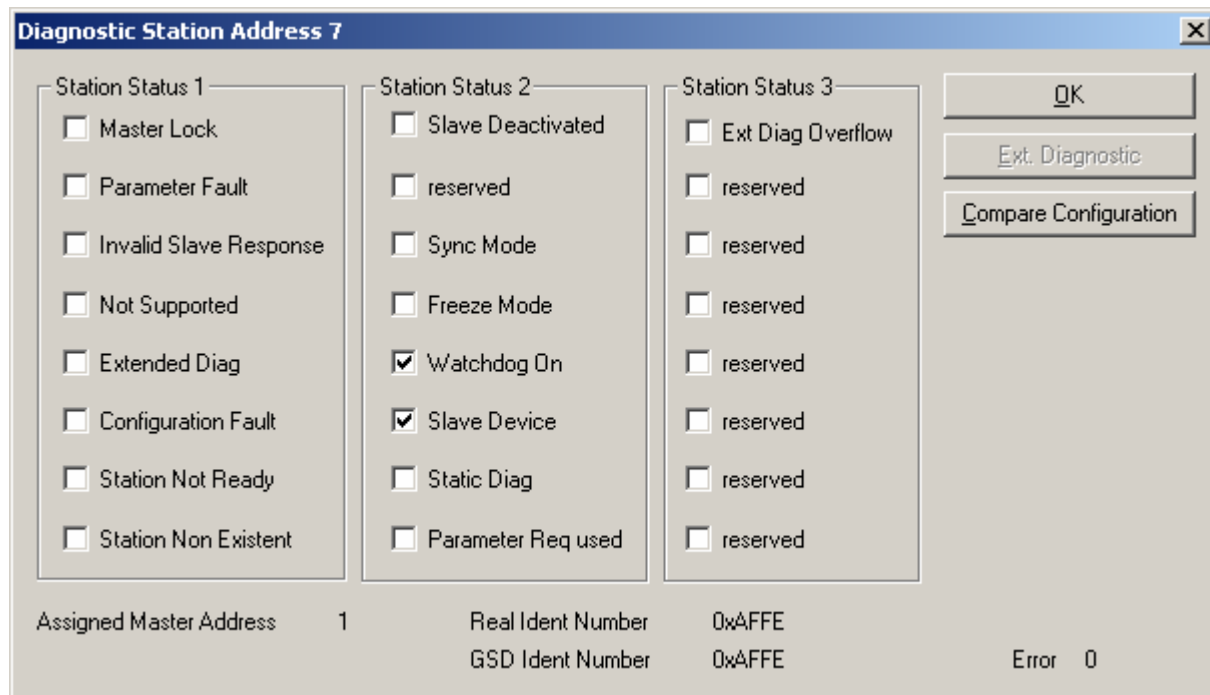 Diagnostic Station Address 7
Station Status 1
Master Lock
Parameter Fault
Invalid Slave Response
Not Supported
Extended Diag
Configuration Fault
Station Not Ready
Station Non Existent
Station Status 2
Slave Deactivated
reserved
Sync Mode
Freeze Mode
Watchdog On
Slave Device
Static Diag
Parameter Req used
Station Status 3
Ext Diag Overflow
reserved
reserved
reserved
reserved
reserved
reserved
reserved
OK
Ext. Diagnostic
Compare Configuration
Assigned Master Address 1
Real Ident Number 0xAFFE
GSD Ident Number 0xAFFE
Error 0